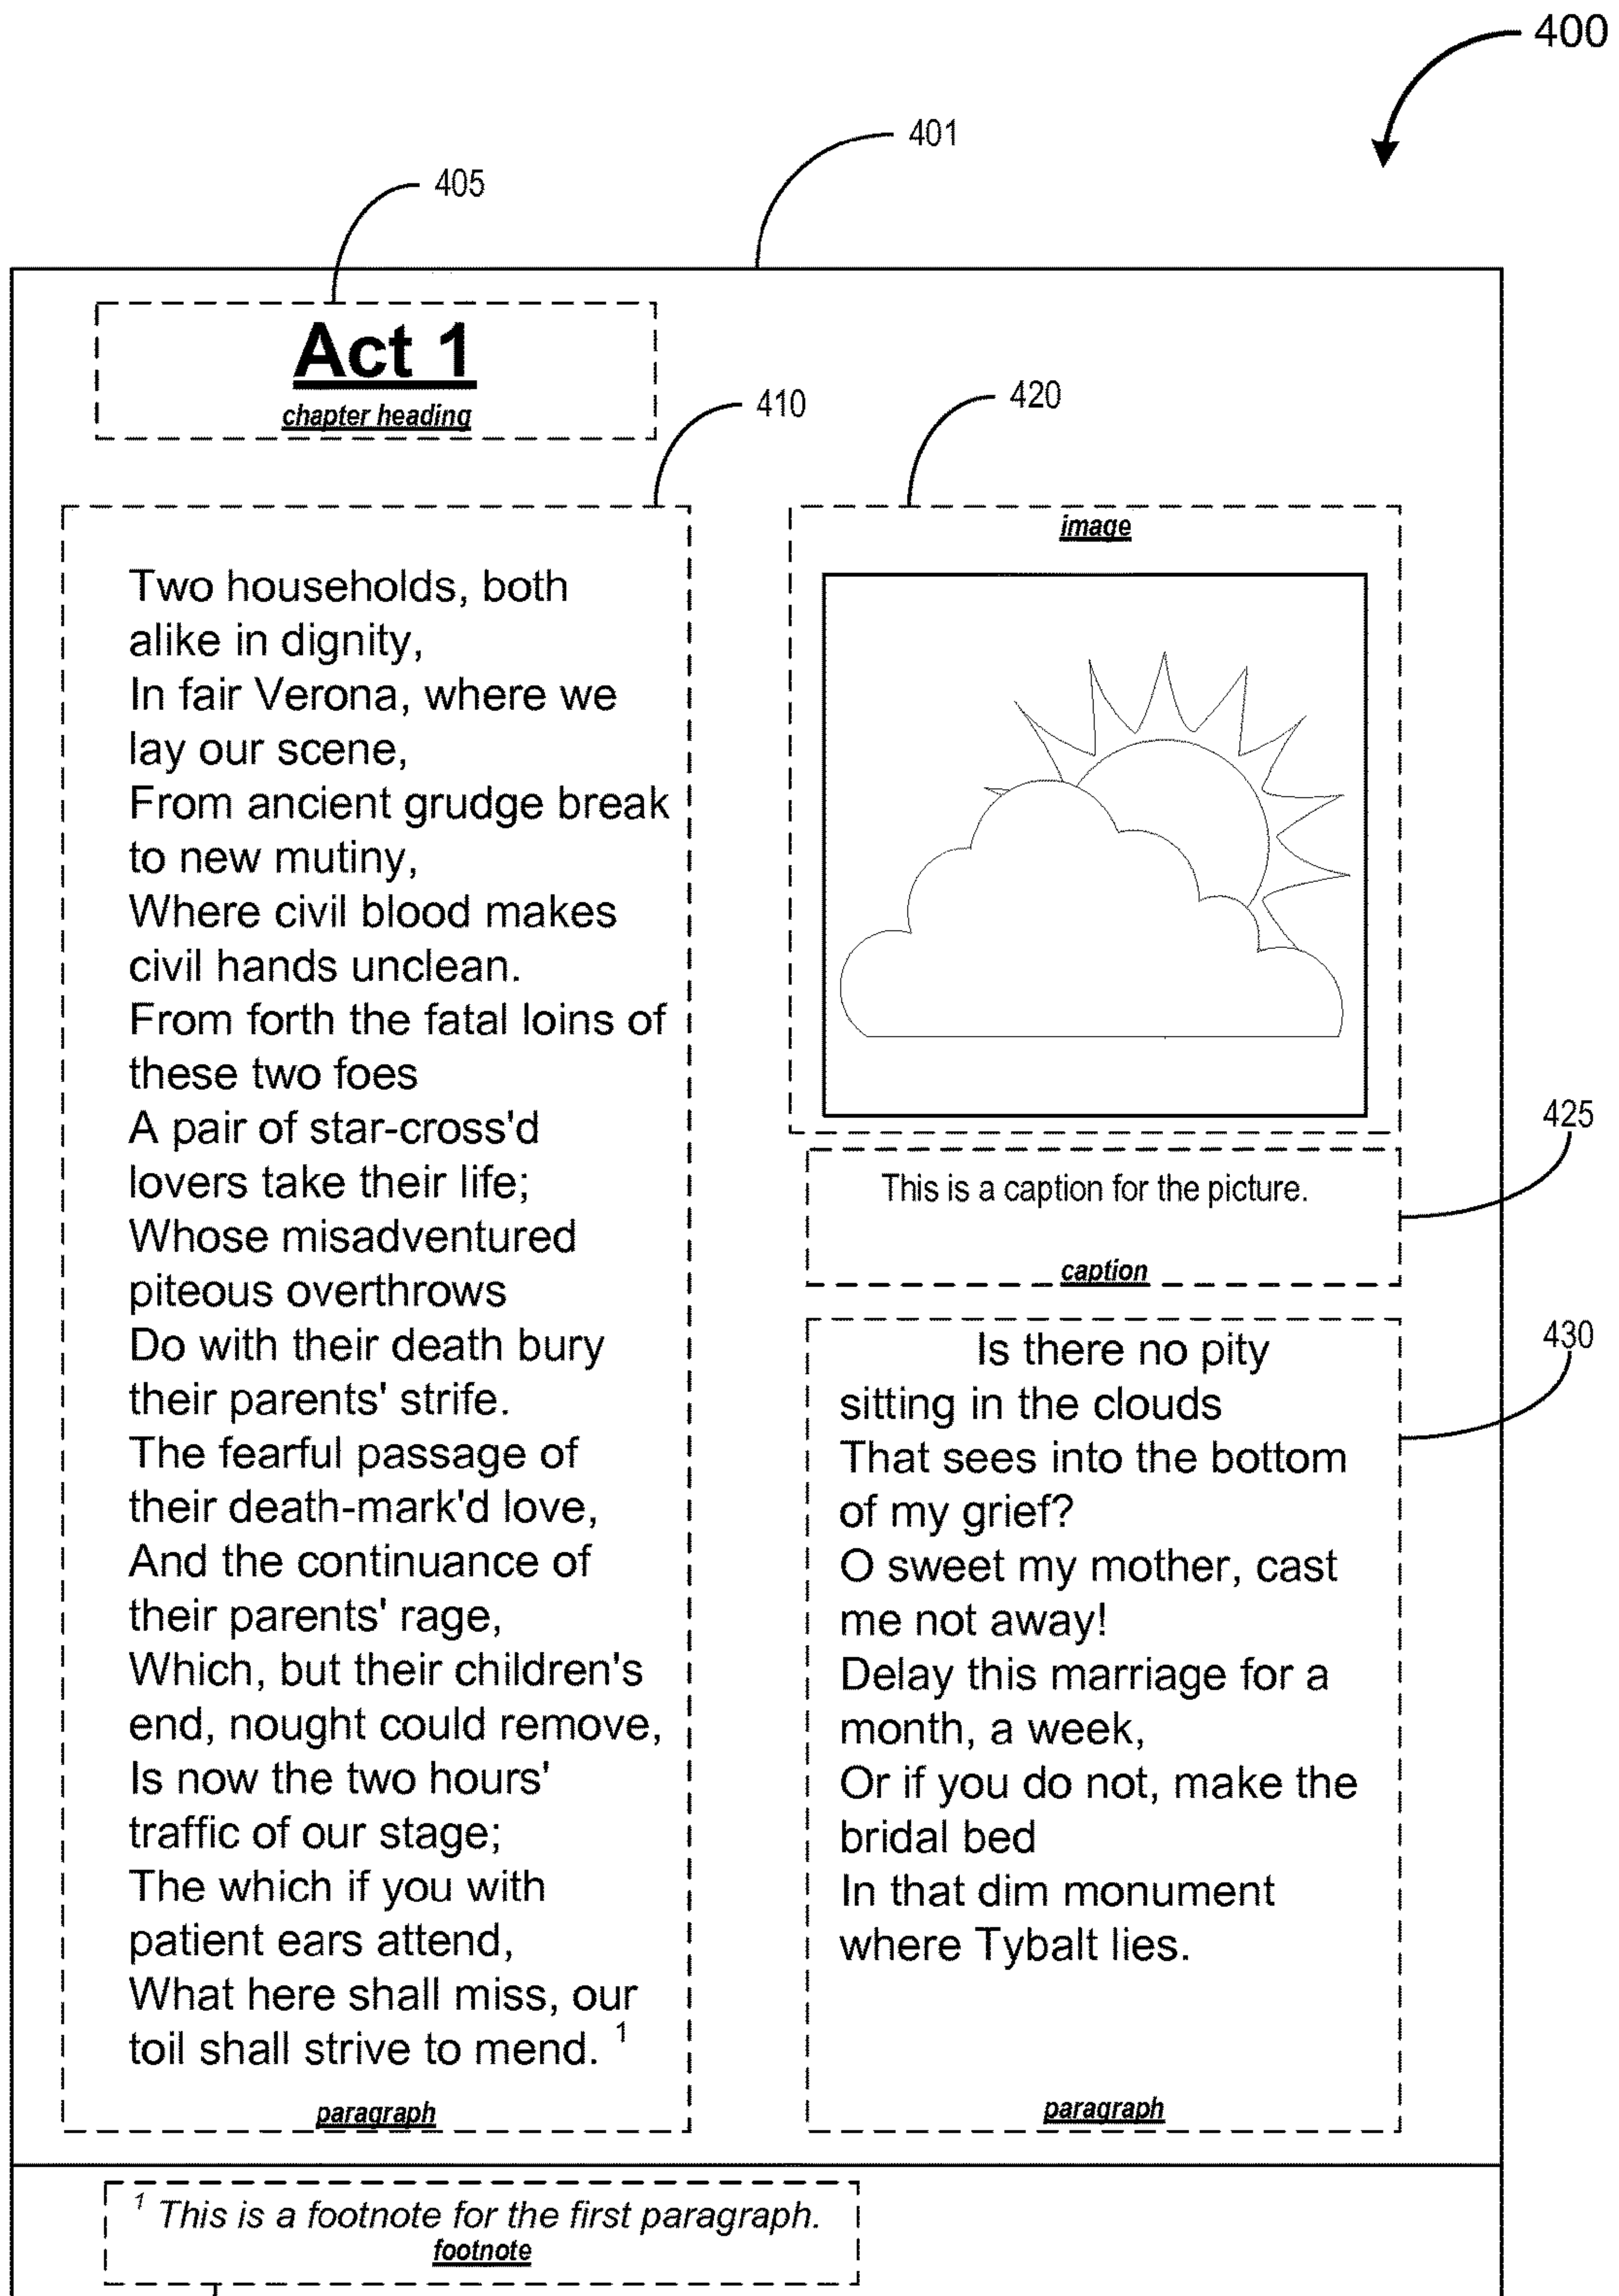 400
401
405
Act 1
chapter heading
410
Two households, both
alike in dignity,
In fair Verona, where we
lay our scene,
From ancient grudge break
to new mutiny,
Where civil blood makes
civil hands unclean.
From forth the fatal loins of
these two foes
A pair of star-cross'd
lovers take their life;
Whose misadventured
piteous overthrows
Do with their death bury
their parents' strife.
The fearful passage of
their death-mark'd love,
And the continuance of
their parents' rage,
Which, but their children's
end, nought could remove,
Is now the two hours'
traffic of our stage;
The which if you with
patient ears attend,
What here shall miss, our
toil shall strive to mend. 1
paragraph
420
image
425
This is a caption for the picture.
caption
430
Is there no pity
sitting in the clouds
That sees into the bottom
of my grief?
O sweet my mother, cast
me not away!
Delay this marriage for a
month, a week,
Or if you do not, make the
bridal bed
In that dim monument
where Tybalt lies.
paragraph
1 This is a footnote for the first paragraph.
footnote